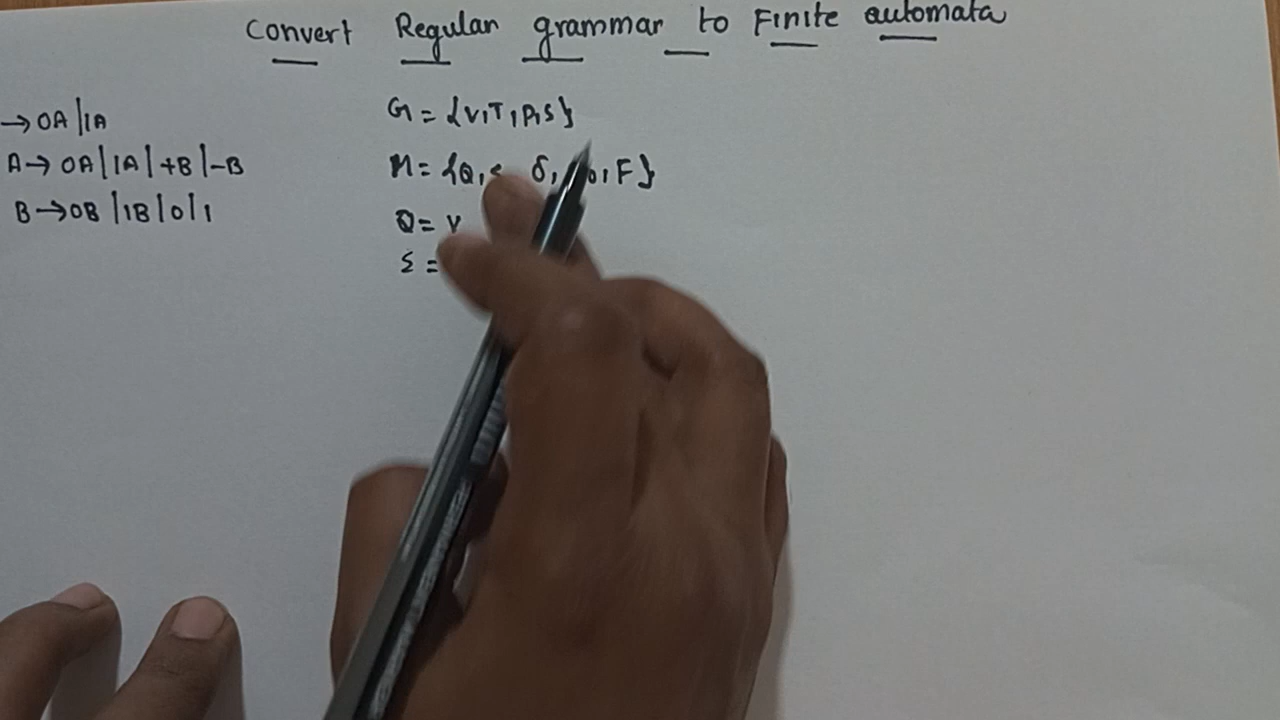 Convert Regular grammar to Finite automata
→ 0A|1A
A→ 0A|1A|+B|-B
B→0B|1B|0|1
G = {V,T,P,S}
M = {Q, δ, F}
Q = V
Σ =